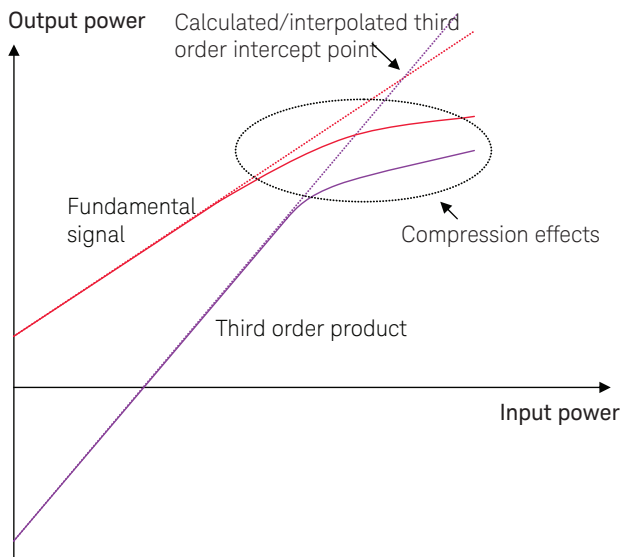 Output power
Calculated/interpolated third
order intercept point
Fundamental
signal
Compression effects
Third order product
Input power